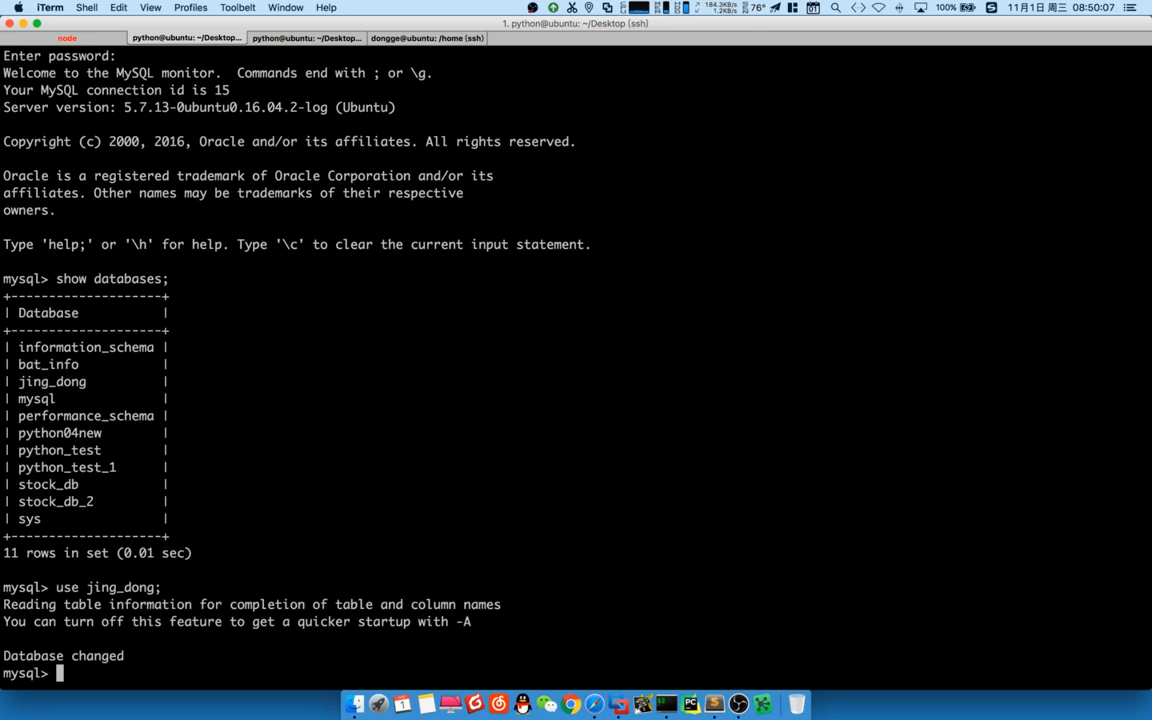 iTerm Shell Edit View Profiles Toolbelt Window Help 184.3KB/s 1.2KB/s 76° 100% 11月1日 周三 08:50:07
1. python@ubuntu: ~/Desktop (ssh)
node python@ubuntu: ~/Desktop... python@ubuntu: ~/Desktop... dongge@ubuntu: /home (ssh)
Enter password:
Welcome to the MySQL monitor.  Commands end with ; or \g.
Your MySQL connection id is 15
Server version: 5.7.13-0ubuntu0.16.04.2-log (Ubuntu)
Copyright (c) 2000, 2016, Oracle and/or its affiliates. All rights reserved.
Oracle is a registered trademark of Oracle Corporation and/or its
affiliates. Other names may be trademarks of their respective
owners.
Type 'help;' or '\h' for help. Type '\c' to clear the current input statement.
mysql> show databases;
+--------------------+
| Database           |
+--------------------+
| information_schema |
| bat_info           |
| jing_dong          |
| mysql              |
| performance_schema |
| python04new        |
| python_test        |
| python_test_1      |
| stock_db           |
| stock_db_2         |
| sys                |
+--------------------+
11 rows in set (0.01 sec)
mysql> use jing_dong;
Reading table information for completion of table and column names
You can turn off this feature to get a quicker startup with -A
Database changed
mysql>